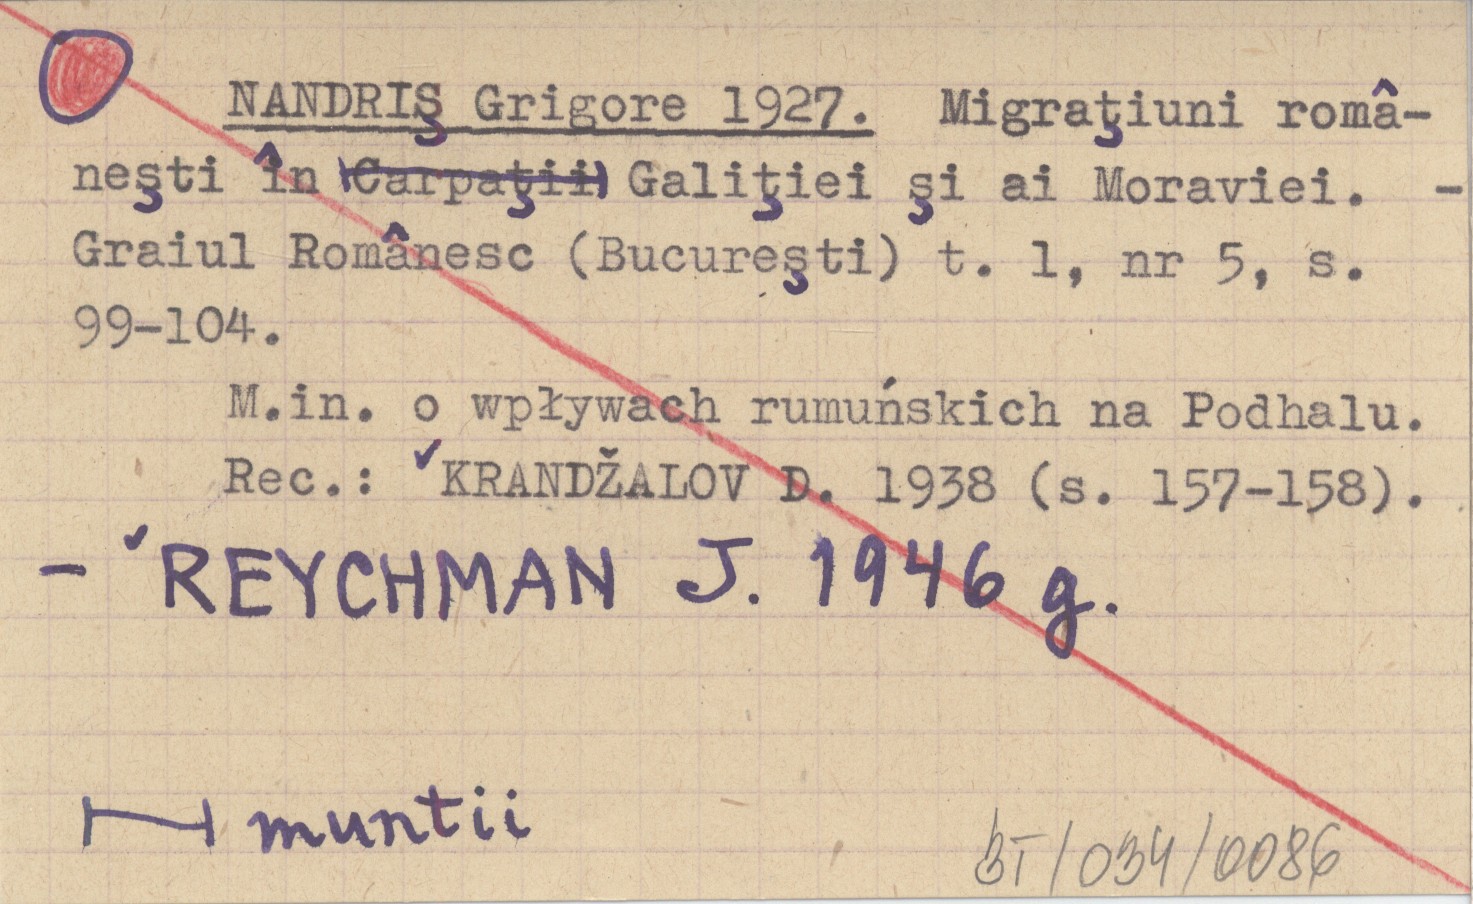 NANDRIŞ Grigore 1927. Migraţiuni româ-
neşti în Carpaţii Galiţiei şi ai Moraviei. -
Graiul Românesc (Bucureşti) t. 1, nr 5, s.
99-104.
M.in. o wpływach rumuńskich na Podhalu.
Rec.: KRANDŽALOV D. 1938 (s. 157-158).
- REYCHMAN J. 1946 g.
muntii
BT/034/0086